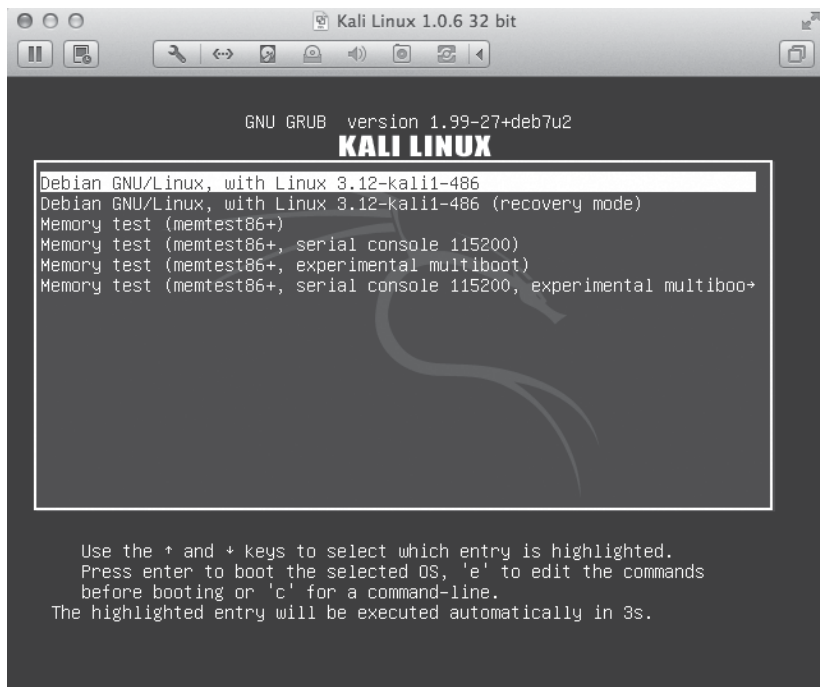 Kali Linux 1.0.6 32 bit
GNU GRUB version 1.99-27+deb7u2
KALI LINUX
Debian GNU/Linux, with Linux 3.12-kali1-486
Debian GNU/Linux, with Linux 3.12-kali1-486 (recovery mode)
Memory test (memtest86+)
Memory test (memtest86+, serial console 115200)
Memory test (memtest86+, experimental multiboot)
Memory test (memtest86+, serial console 115200, experimental multiboo→
Use the ↑ and ↓ keys to select which entry is highlighted.
Press enter to boot the selected OS, 'e' to edit the commands
before booting or 'c' for a command-line.
The highlighted entry will be executed automatically in 3s.